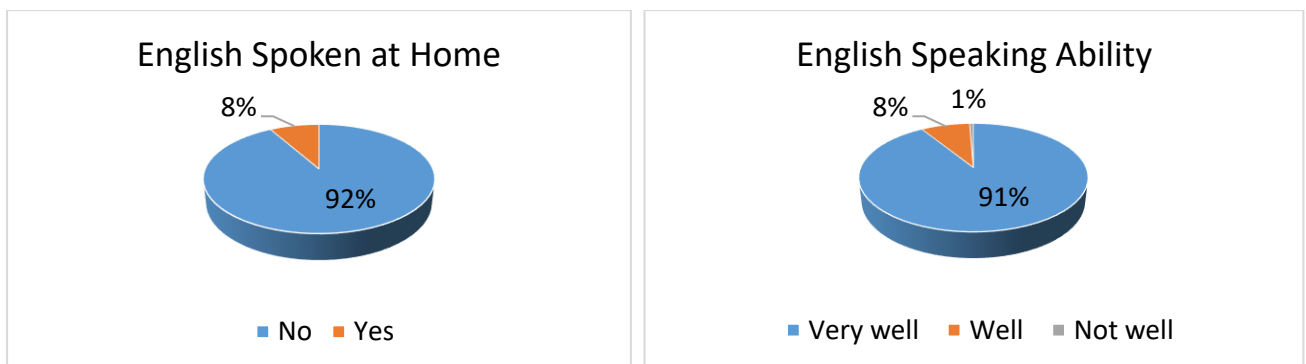 English Spoken at Home
8%
92%
No Yes
English Speaking Ability
8% 1%
91%
Very well Well Not well